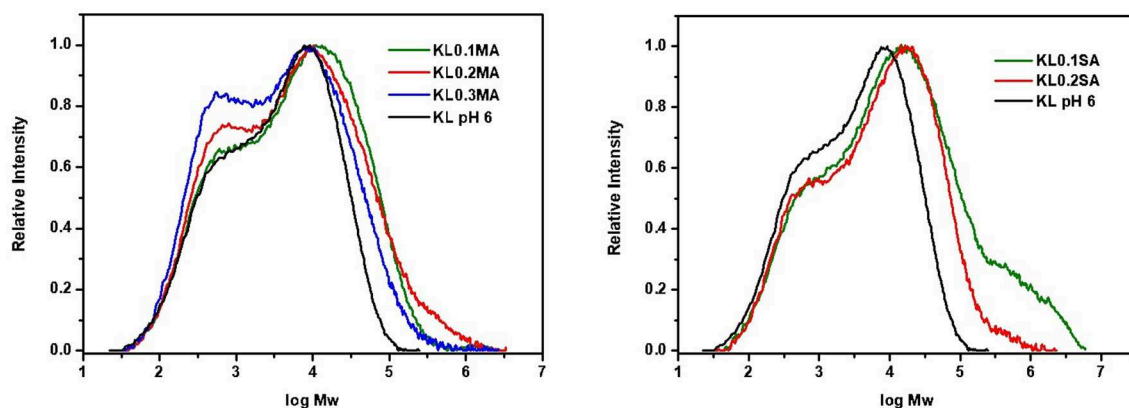 1.0
0.8
0.6
0.4
0.2
0.0
Relative Intensity
KL0.1MA
KL0.2MA
KL0.3MA
KL pH 6
1 2 3 4 5 6 7
log Mw
1.0
0.8
0.6
0.4
0.2
0.0
Relative Intensity
KL0.1SA
KL0.2SA
KL pH 6
1 2 3 4 5 6 7
log Mw